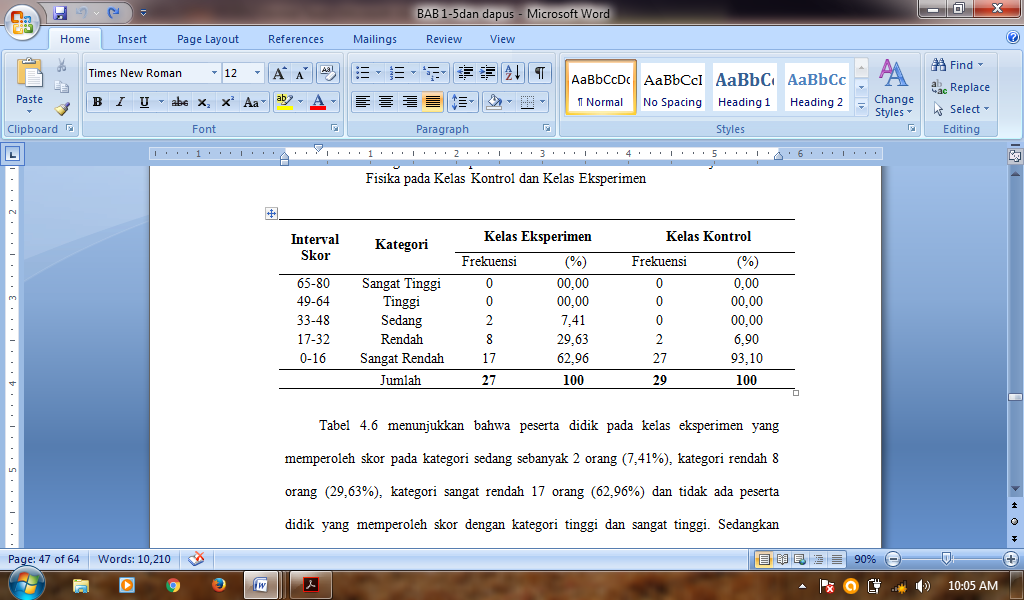 BAB 1-5dan dapus - Microsoft Word
Home Insert Page Layout References Mailings Review View
Paste
Clipboard
Times New Roman 12
B I U abc x₂ x² Aa
Font
Paragraph
AaBbCcDc AaBbCcI AaBbC AaBbCc
¶ Normal No Spacing Heading 1 Heading 2
Change Styles
Styles
Find
Replace
Select
Editing
Fisika pada Kelas Kontrol dan Kelas Eksperimen
Interval Skor Kategori Kelas Eksperimen Kelas Kontrol
Frekuensi (%) Frekuensi (%)
65-80 Sangat Tinggi 0 00,00 0 0,00
49-64 Tinggi 0 00,00 0 00,00
33-48 Sedang 2 7,41 0 00,00
17-32 Rendah 8 29,63 2 6,90
0-16 Sangat Rendah 17 62,96 27 93,10
Jumlah 27 100 29 100
Tabel 4.6 menunjukkan bahwa peserta didik pada kelas eksperimen yang
memperoleh skor pada kategori sedang sebanyak 2 orang (7,41%), kategori rendah 8
orang (29,63%), kategori sangat rendah 17 orang (62,96%) dan tidak ada peserta
didik yang memperoleh skor dengan kategori tinggi dan sangat tinggi. Sedangkan
Page: 47 of 64 Words: 10,210 90%
10:05 AM